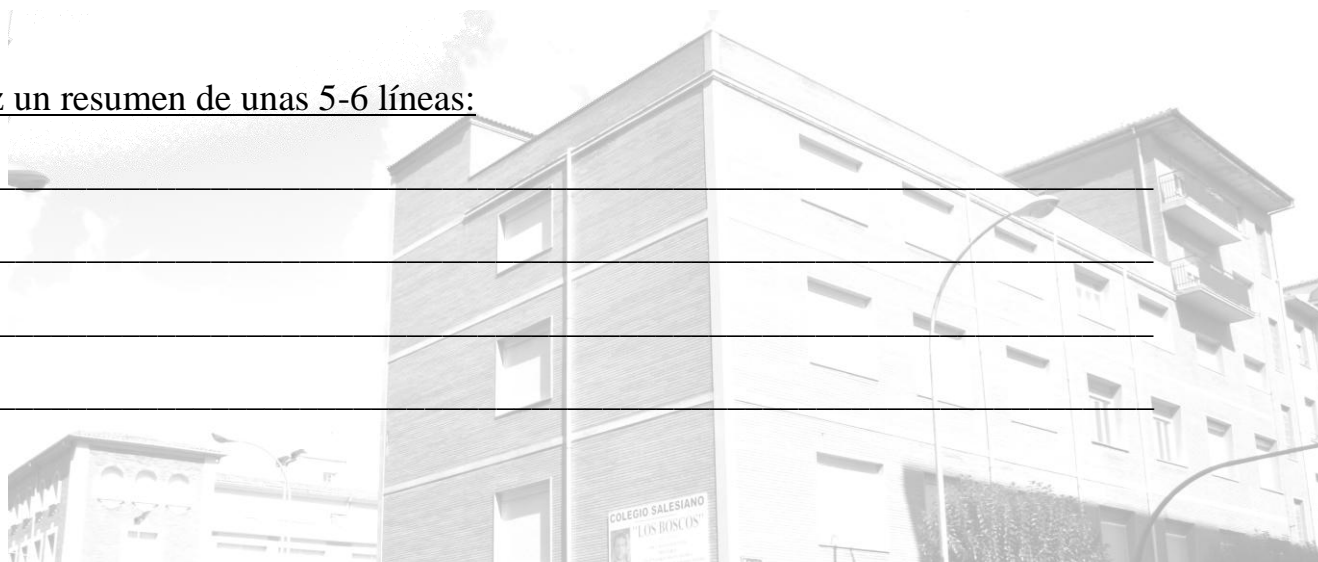 z un resumen de unas 5-6 líneas:
COLEGIO SALESIANO
"LOS BOSCOS"